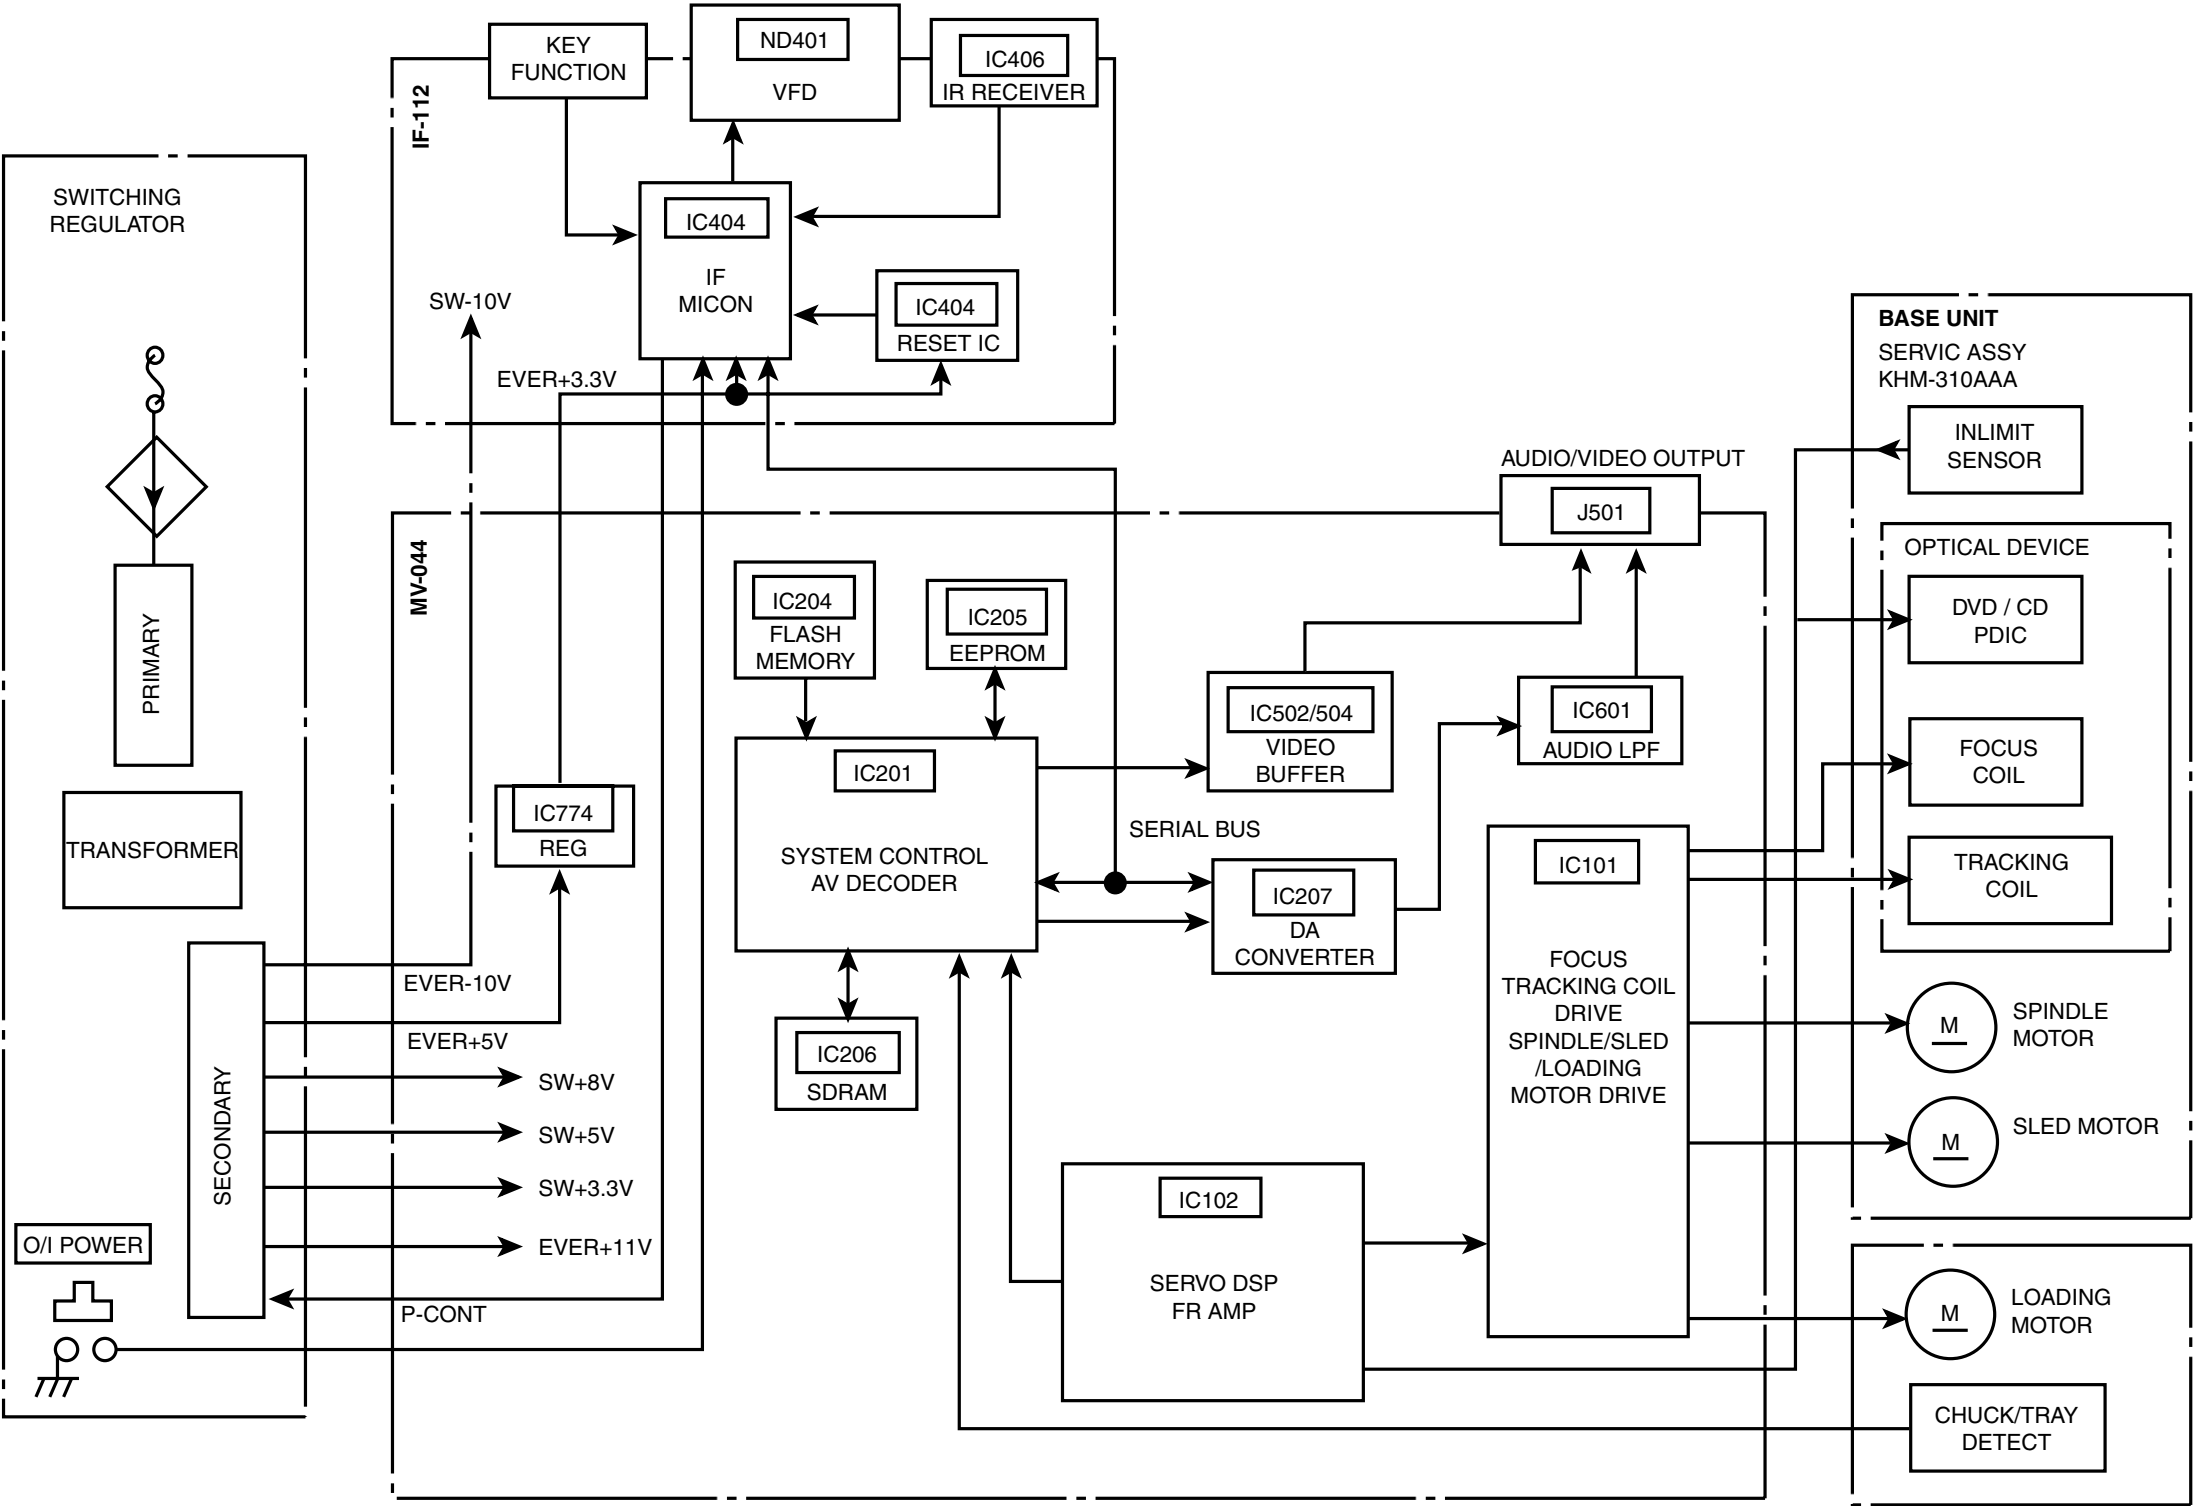 KEY
FUNCTION
ND401
VFD
IC406
IR RECEIVER
IF-112
SWITCHING
REGULATOR
IC404
IF
MICON
SW-10V
IC404
RESET IC
EVER+3.3V
BASE UNIT
SERVIC ASSY
KHM-310AAA
INLIMIT
SENSOR
AUDIO/VIDEO OUTPUT
J501
OPTICAL DEVICE
DVD / CD
PDIC
FOCUS
COIL
TRACKING
COIL
MV-044
IC204
FLASH
MEMORY
IC205
EEPROM
PRIMARY
IC502/504
VIDEO
BUFFER
IC601
AUDIO LPF
IC201
SYSTEM CONTROL
AV DECODER
IC774
REG
TRANSFORMER
SERIAL BUS
IC207
DA
CONVERTER
IC101
FOCUS
TRACKING COIL
DRIVE
SPINDLE/SLED
/LOADING
MOTOR DRIVE
EVER-10V
EVER+5V
SW+8V
SW+5V
SW+3.3V
EVER+11V
P-CONT
SECONDARY
O/I POWER
IC206
SDRAM
M
SPINDLE
MOTOR
M
SLED MOTOR
IC102
SERVO DSP
FR AMP
M
LOADING
MOTOR
CHUCK/TRAY
DETECT